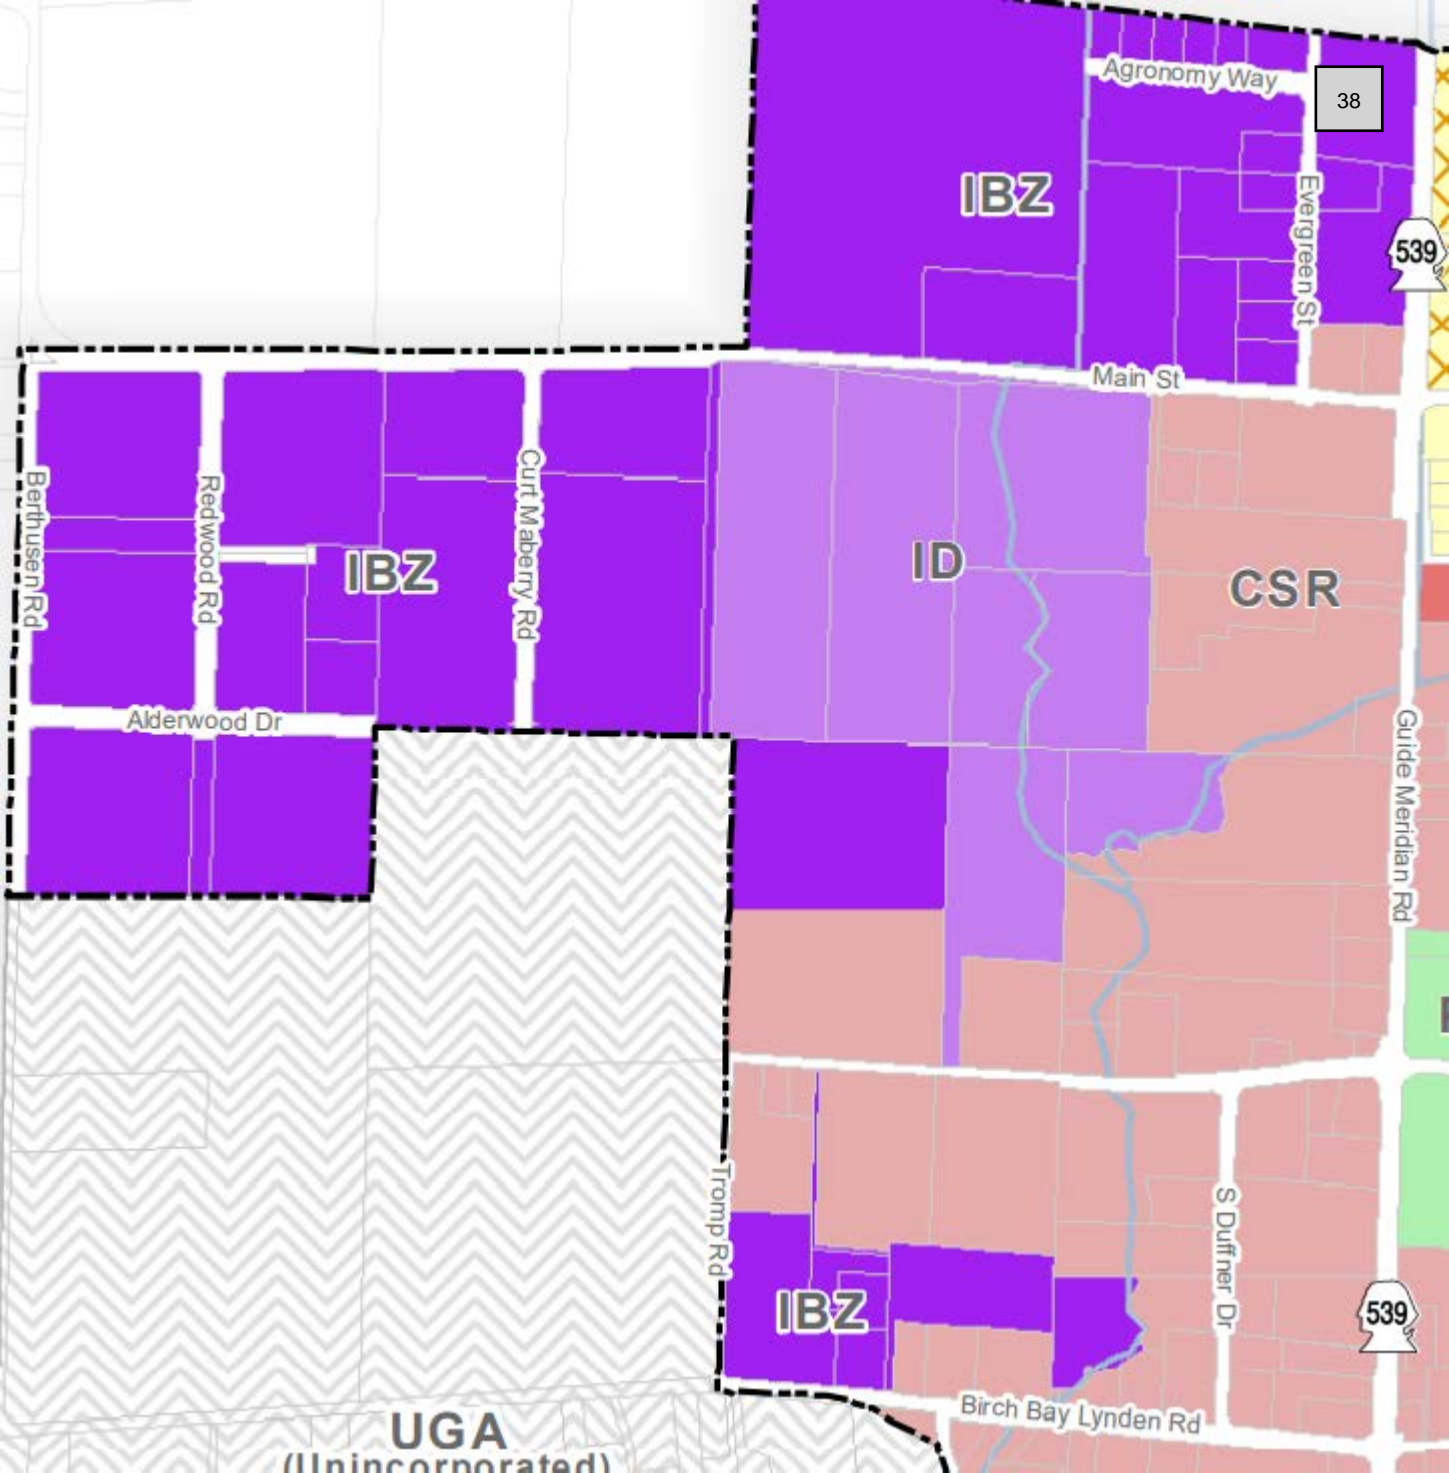 Agronomy Way
38
IBZ
Evergreen St
539
Main St
Berthusen Rd
Redwood Rd
Curt Maberry Rd
IBZ
ID
CSR
Alderwood Dr
Guide Meridian Rd
Tromp Rd
S Duffner Dr
IBZ
539
Birch Bay Lynden Rd
UGA
(Unincorporated)